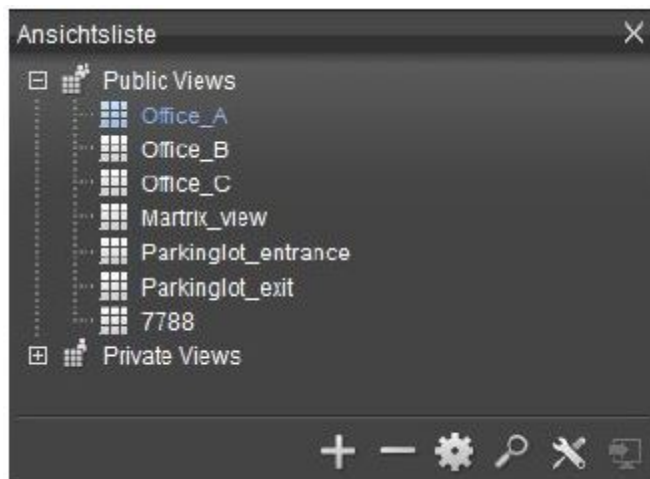 Ansichtsliste
Public Views
Office_A
Office_B
Office_C
Martrix_view
Parkinglot_entrance
Parkinglot_exit
7788
Private Views